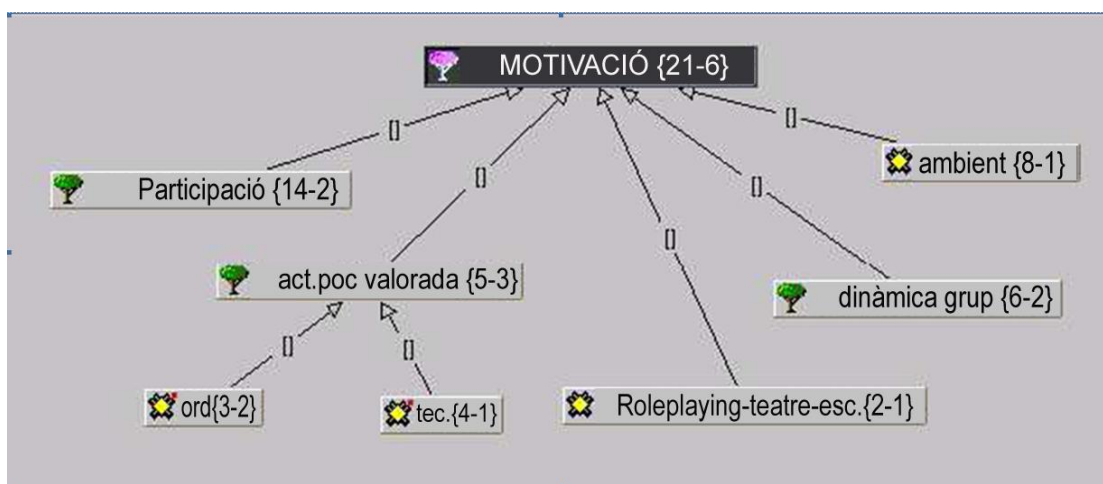 MOTIVACIÓ {21-6}
[]
[]
ambient {8-1}
Participació {14-2}
[]
[]
[]
act.poc valorada {5-3}
dinàmica grup {6-2}
[]
[]
ord{3-2}
tec.{4-1}
Roleplaying-teatre-esc.{2-1}